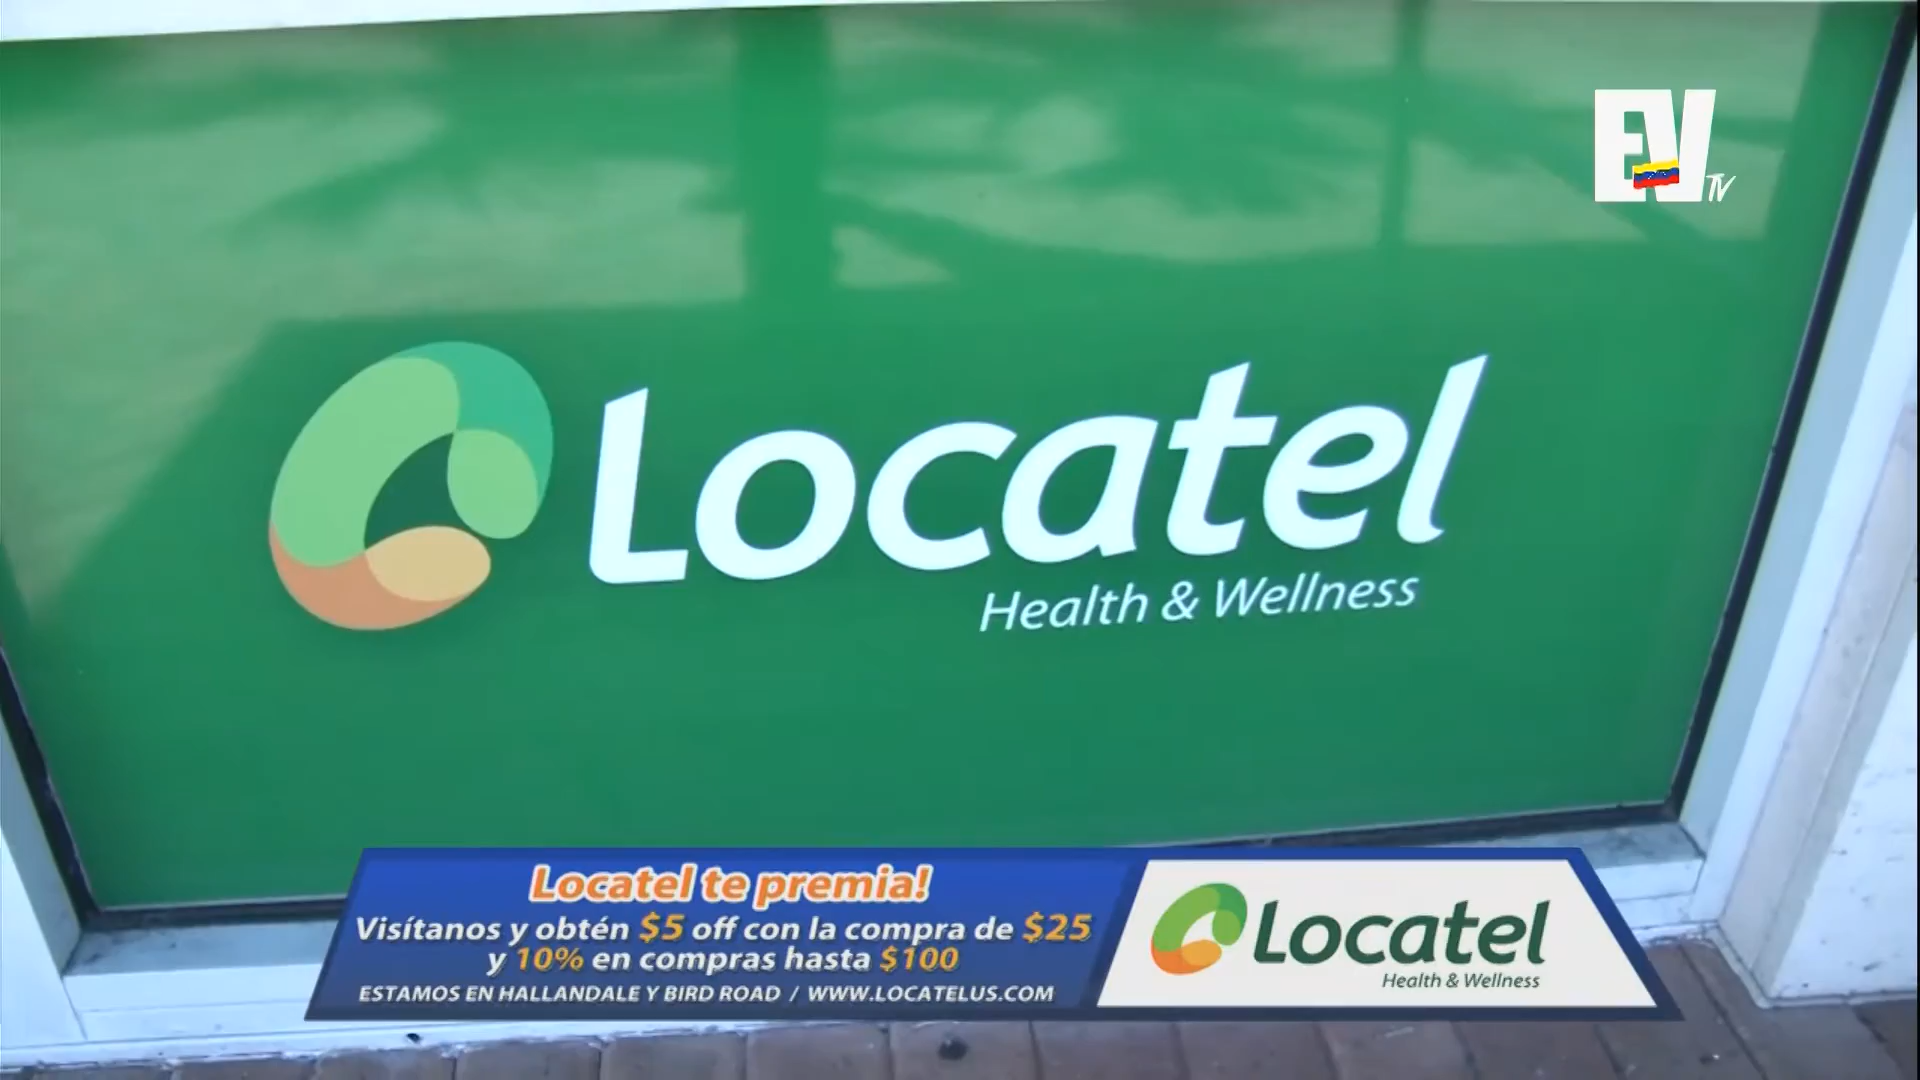 EV TV
Locatel
Health & Wellness
Locatel te premia!
Visítanos y obtén $5 off con la compra de $25
y 10% en compras hasta $100
ESTAMOS EN HALLANDALE Y BIRD ROAD / WWW.LOCATELUS.COM
Locatel
Health & Wellness